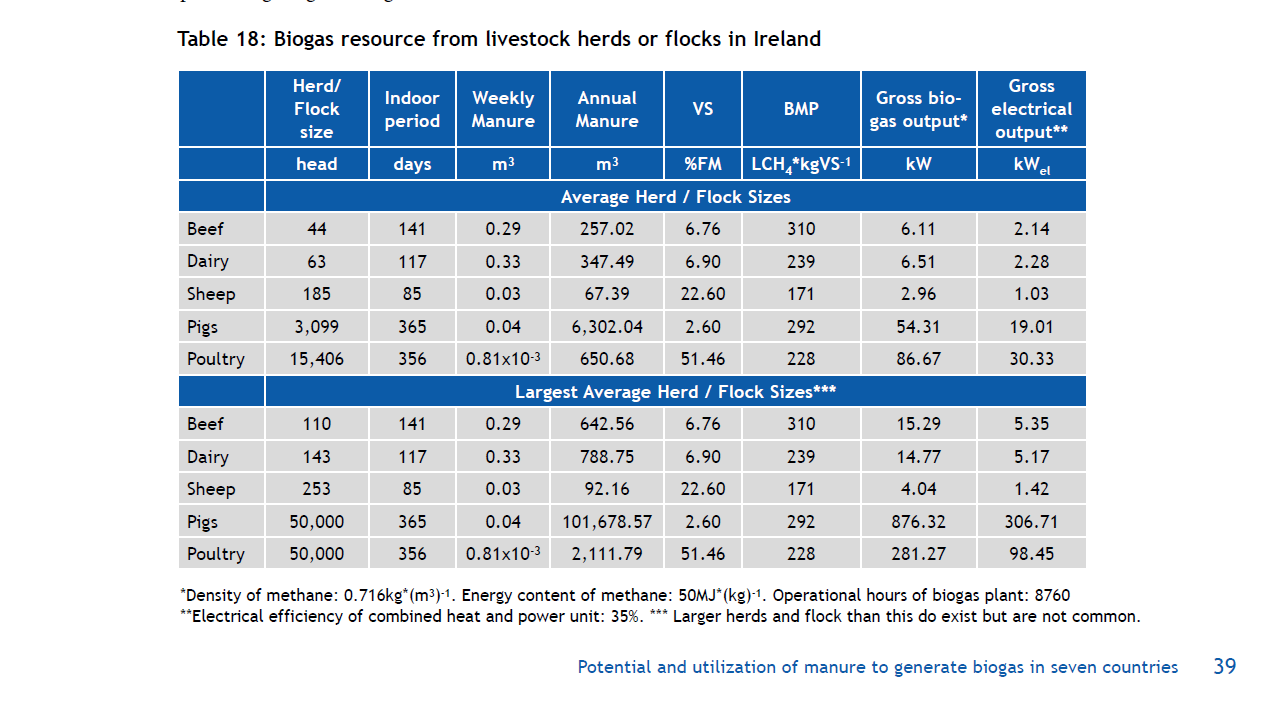 Table 18: Biogas resource from livestock herds or flocks in Ireland
Herd/ Flock size Indoor period Weekly Manure Annual Manure VS BMP Gross bio-gas output* Gross electrical output**
head days m³ m³ %FM LCH₄*kgVS⁻¹ kW kWₑₗ
Average Herd / Flock Sizes
Beef 44 141 0.29 257.02 6.76 310 6.11 2.14
Dairy 63 117 0.33 347.49 6.90 239 6.51 2.28
Sheep 185 85 0.03 67.39 22.60 171 2.96 1.03
Pigs 3,099 365 0.04 6,302.04 2.60 292 54.31 19.01
Poultry 15,406 356 0.81x10⁻³ 650.68 51.46 228 86.67 30.33
Largest Average Herd / Flock Sizes***
Beef 110 141 0.29 642.56 6.76 310 15.29 5.35
Dairy 143 117 0.33 788.75 6.90 239 14.77 5.17
Sheep 253 85 0.03 92.16 22.60 171 4.04 1.42
Pigs 50,000 365 0.04 101,678.57 2.60 292 876.32 306.71
Poultry 50,000 356 0.81x10⁻³ 2,111.79 51.46 228 281.27 98.45
*Density of methane: 0.716kg*(m³)⁻¹. Energy content of methane: 50MJ*(kg)⁻¹. Operational hours of biogas plant: 8760
**Electrical efficiency of combined heat and power unit: 35%. *** Larger herds and flock than this do exist but are not common.
Potential and utilization of manure to generate biogas in seven countries 39